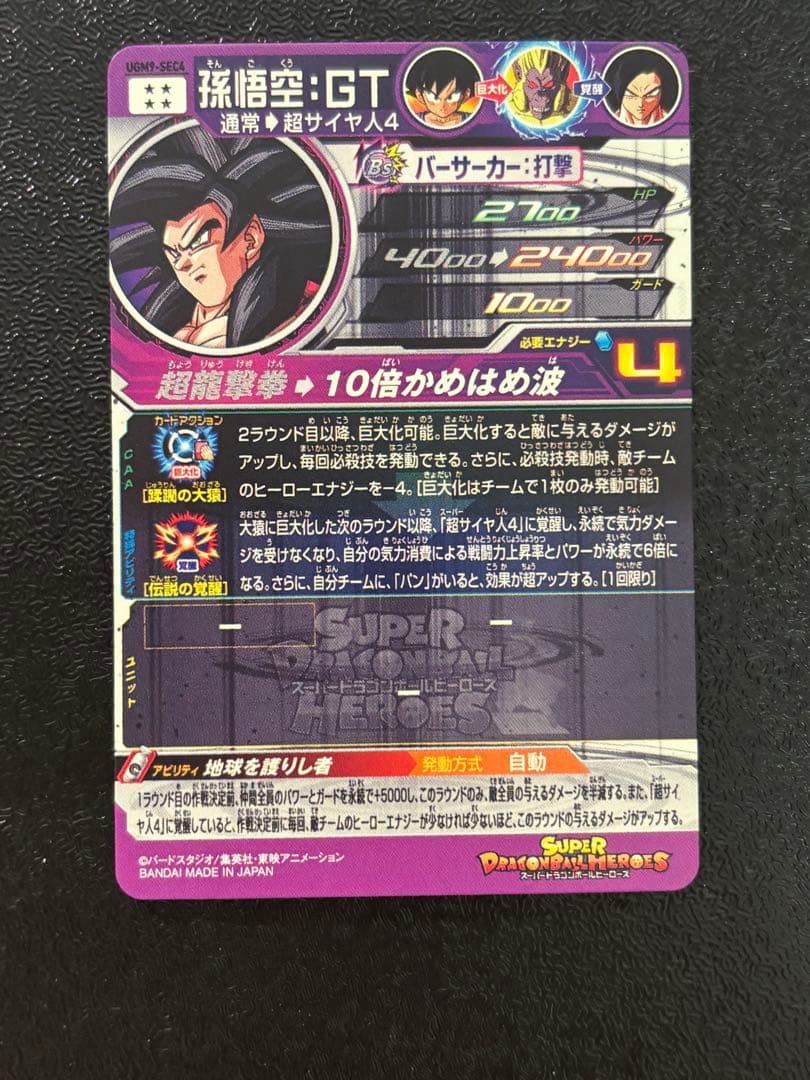 UGM9-SEC4
孫悟空:GT
そん ご くう
通常➡超サイヤ人4
巨大化
覚醒
Bs
バーサーカー:打撃
HP
2700
パワー
4000➡24000
ガード
1000
必要エナジー
4
超龍撃拳➡10倍かめはめ波
カードアクション
CAA
巨大化
[蹂躙の大猿]
2ラウンド目以降、巨大化可能。巨大化すると敵に与えるダメージが
アップし、毎回必殺技を発動できる。さらに、必殺技発動時、敵チーム
のヒーローエナジーを−4。[巨大化はチームで1枚のみ発動可能]
覚醒
[伝説の覚醒]
大猿に巨大化した次のラウンド以降、「超サイヤ人4」に覚醒し、永続で気力ダメー
ジを受けなくなり、自分の気力消費による戦闘力上昇率とパワーが永続で6倍に
なる。さらに、自分チームに、「パン」がいると、効果が超アップする。[1回限り]
ユニット
SUPER
DRAGONBALL
スーパードラゴンボールヒーローズ
HEROES
アビリティ 地球を護りし者
発動方式 自動
1ラウンド目の作戦決定前、仲間全員のパワーとガードを永続で+5000し、このラウンドのみ、敵全員の与えるダメージを半減する。また、「超サイ
ヤ人4」に覚醒していると、作戦決定前に毎回、敵チームのヒーローエナジーが少なければ少ないほど、このラウンドの与えるダメージがアップする。
©バードスタジオ/集英社・東映アニメーション
BANDAI MADE IN JAPAN
SUPER
DRAGONBALL HEROES
スーパードラゴンボールヒーローズ